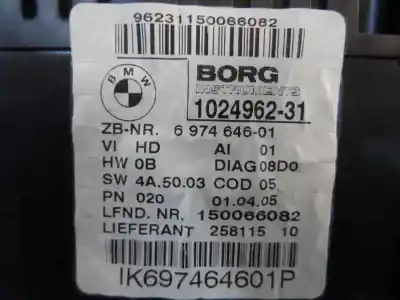 96231150066082
BMW
BORG
INSTRUMENTS
1024962-31
ZB-NR. 6 974 646-01
VI HD AI 01
HW 0B DIAG 08D0
SW 4A.50.03 COD 05
PN 020 01.04.05
LFND. NR. 150066082
LIEFERANT 258115 10
IK697464601P